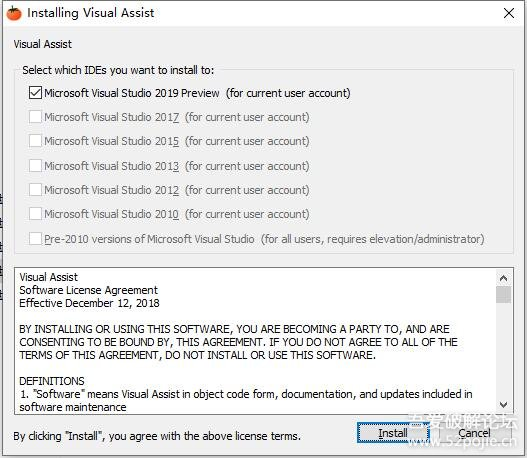 Installing Visual Assist
Visual Assist
Select which IDEs you want to install to:
Microsoft Visual Studio 2019 Preview (for current user account)
Microsoft Visual Studio 2017 (for current user account)
Microsoft Visual Studio 2015 (for current user account)
Microsoft Visual Studio 2013 (for current user account)
Microsoft Visual Studio 2012 (for current user account)
Microsoft Visual Studio 2010 (for current user account)
Pre-2010 versions of Microsoft Visual Studio (for all users, requires elevation/administrator)
Visual Assist
Software License Agreement
Effective December 12, 2018
BY INSTALLING OR USING THIS SOFTWARE, YOU ARE BECOMING A PARTY TO, AND ARE
CONSENTING TO BE BOUND BY, THIS AGREEMENT. IF YOU DO NOT AGREE TO ALL OF THE
TERMS OF THIS AGREEMENT, DO NOT INSTALL OR USE THIS SOFTWARE.
DEFINITIONS
1. "Software" means Visual Assist in object code form, documentation, and updates included in
software maintenance
By clicking "Install", you agree with the above license terms.
Install
Cancel
吾爱破解论坛
www.52pojie.cn